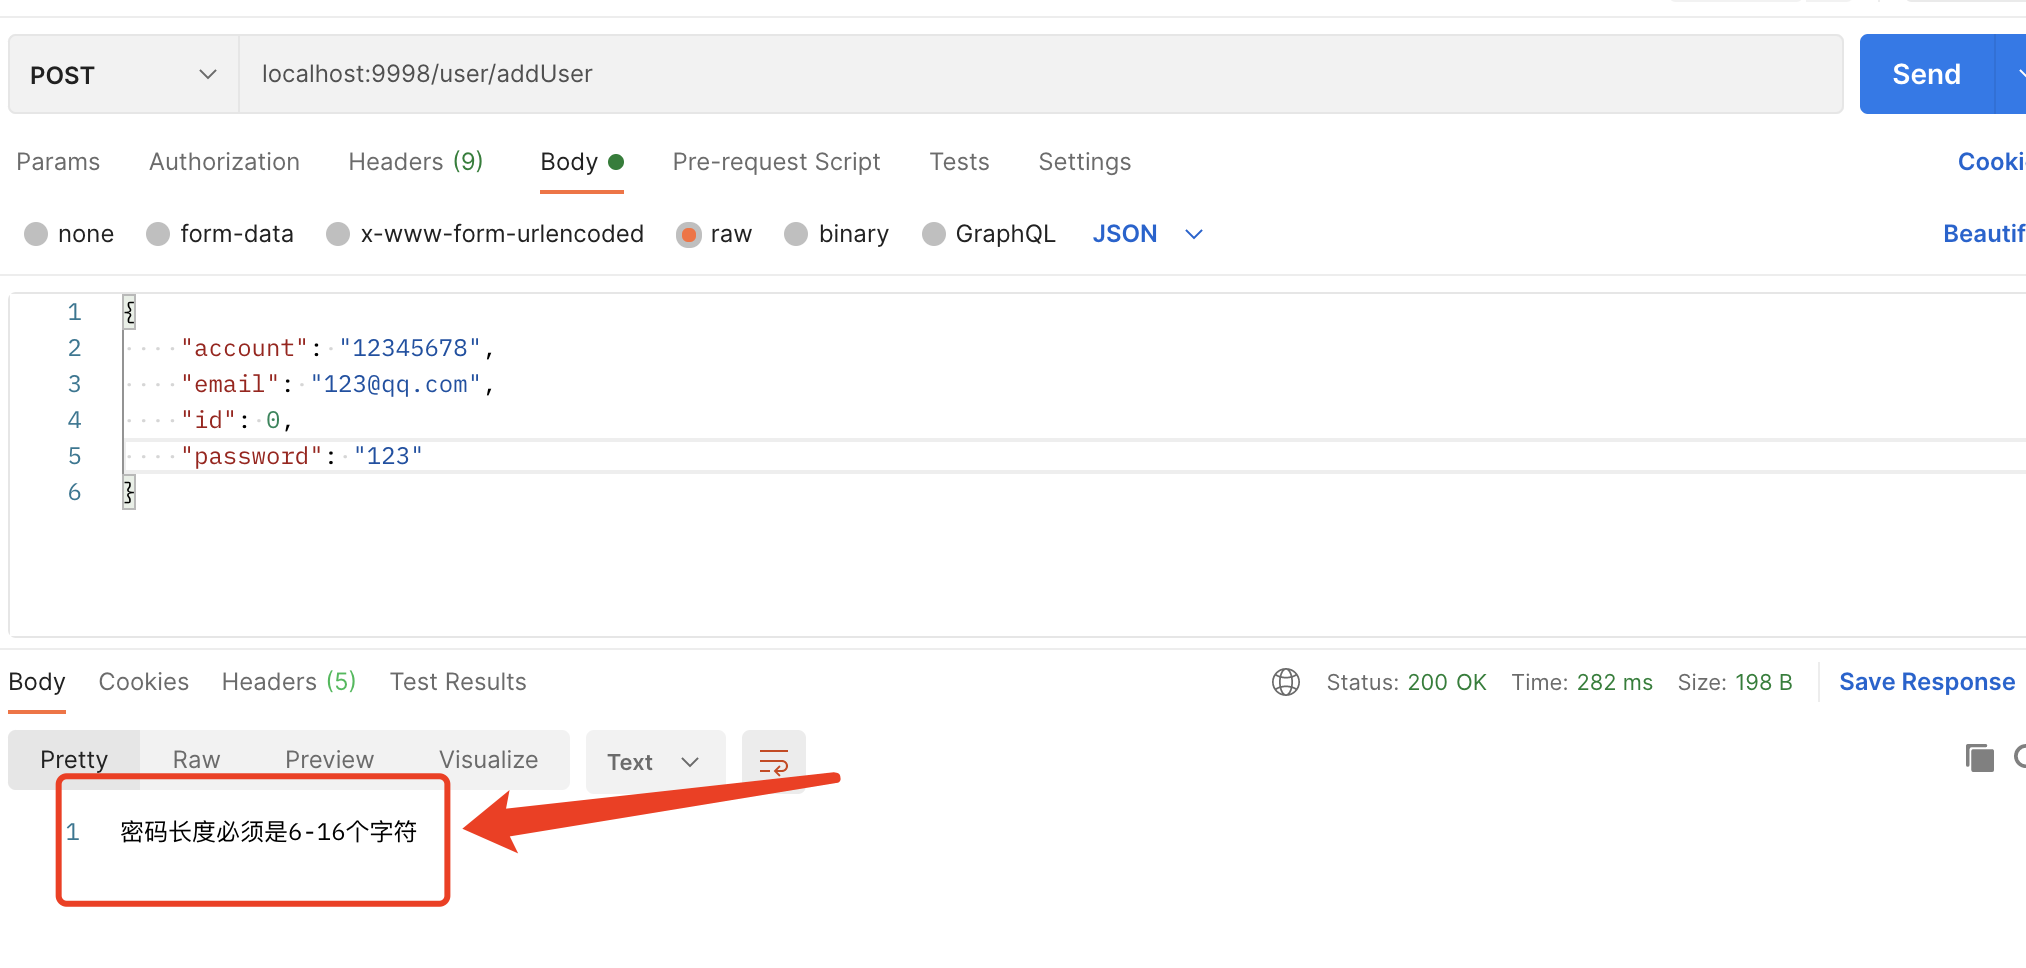 POST localhost:9998/user/addUser Send
Params Authorization Headers (9) Body Pre-request Script Tests Settings Cooki
none form-data x-www-form-urlencoded raw binary GraphQL JSON Beautif
1 {
2 "account": "12345678",
3 "email": "123@qq.com",
4 "id": 0,
5 "password": "123"
6 }
Body Cookies Headers (5) Test Results Status: 200 OK Time: 282 ms Size: 198 B Save Response
Pretty Raw Preview Visualize Text
1 密码长度必须是6-16个字符